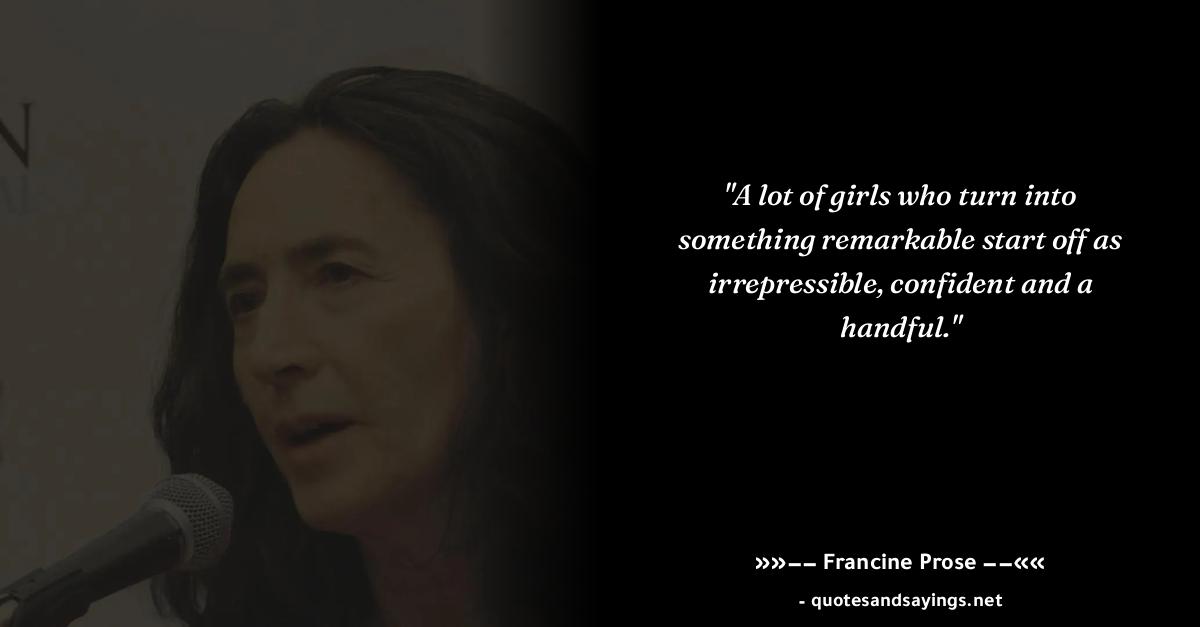 N
AL
"A lot of girls who turn into
something remarkable start off as
irrepressible, confident and a
handful."
»»−− Francine Prose −−««
- quotesandsayings.net